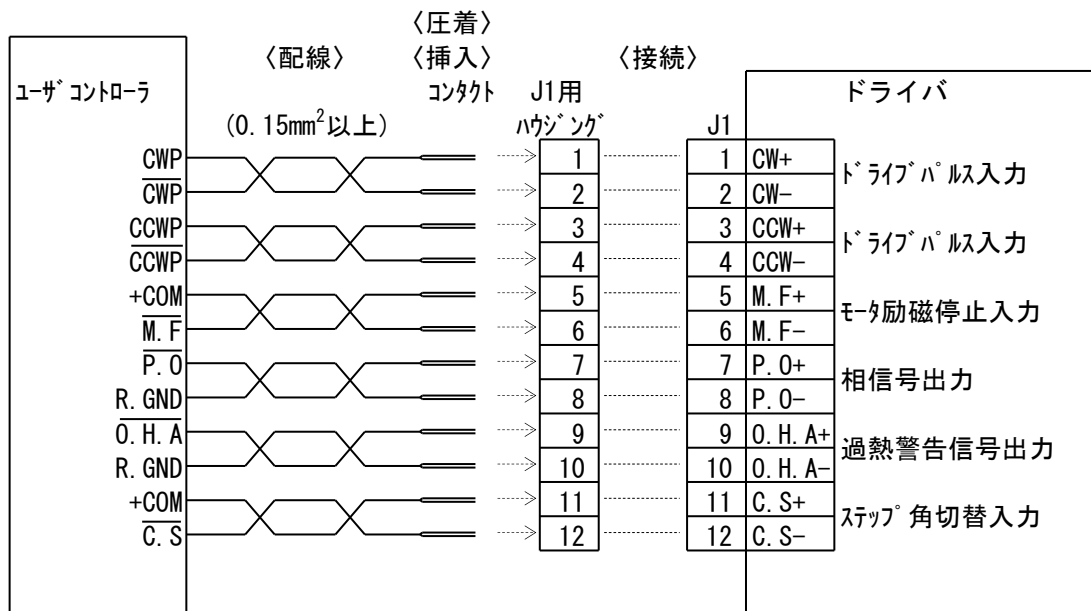 〈圧着〉
〈配線〉 〈挿入〉 〈接続〉
ﾕｰｻﾞｺﾝﾄﾛｰﾗ ｺﾝﾀｸﾄ J1用 ドライバ
(0.15mm²以上) ﾊｳｼﾞﾝｸﾞ J1
CWP 1 1 CW+
ﾄﾞﾗｲﾌﾞﾊﾟﾙｽ入力
C̅W̅P̅ 2 2 CW-
CCWP 3 3 CCW+
ﾄﾞﾗｲﾌﾞﾊﾟﾙｽ入力
C̅C̅W̅P̅ 4 4 CCW-
+COM 5 5 M.F+
ﾓｰﾀ励磁停止入力
M̅.̅F̅ 6 6 M.F-
P̅.̅O̅ 7 7 P.O+
相信号出力
R.GND 8 8 P.O-
O̅.̅H̅.̅A̅ 9 9 O.H.A+
過熱警告信号出力
R.GND 10 10 O.H.A-
+COM 11 11 C.S+
ｽﾃｯﾌﾟ角切替入力
C̅.̅S̅ 12 12 C.S-